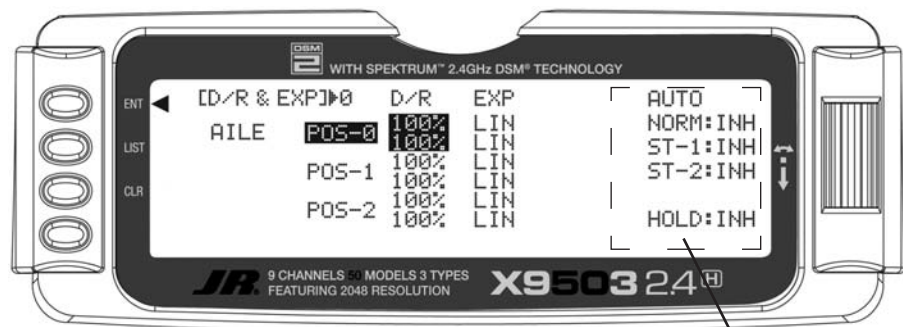 DSM
2 WITH SPEKTRUM™ 2.4GHz DSM® TECHNOLOGY
ENT
LIST
CLR
[D/R & EXP]▶0 D/R EXP AUTO
AILE POS-0 100% LIN NORM:INH
100% LIN ST-1:INH
POS-1 100% LIN ST-2:INH
100% LIN
POS-2 100% LIN HOLD:INH
100% LIN
JR. 9 CHANNELS 50 MODELS 3 TYPES
FEATURING 2048 RESOLUTION
X9503 2.4 H